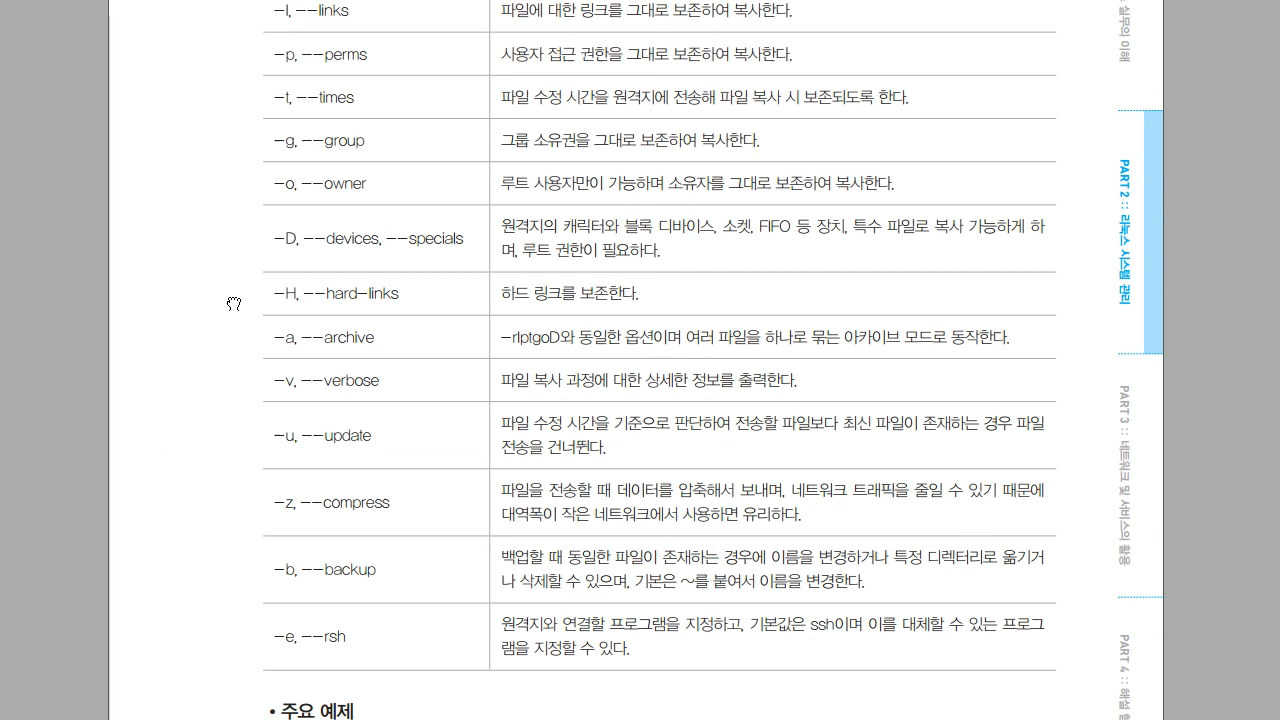 -l, --links 파일에 대한 링크를 그대로 보존하여 복사한다.
-p, --perms 사용자 접근 권한을 그대로 보존하여 복사한다.
-t, --times 파일 수정 시간을 원격지에 전송해 파일 복사 시 보존되도록 한다.
-g, --group 그룹 소유권을 그대로 보존하여 복사한다.
-o, --owner 루트 사용자만이 가능하며 소유자를 그대로 보존하여 복사한다.
-D, --devices, --specials
원격지의 캐릭터와 블록 디바이스, 소켓, FIFO 등 장치 특수 파일로 복사 가능하게 하
며, 루트 권한이 필요하다.
-H, --hard-links 하드 링크를
-a, --archive -rlptgoD와 동일한 옵션이며 여러 파일을 하나로 묶는 아카이브 모드로 동작한다.
-v, --verbose 파일 복사 과정에 대한 상세한 정보를 출력한다.
-u, --update
파일 수정 시간을 기준으로 하여 전송할 파일보다 파일이 존재하는 경우 파일
전송을
-z, --compress
파일 전송 시 데이터를 압축해서 보내며 네트워크 트래픽을 줄일 수 있기 때문에
대역폭이 네트워크에서 사용하면 유리하다.
-b, --backup
백업할 때 동일한 파일이 존재하는 경우에 이름을 변경하거나 특정 디렉터리로 옮기거
나 삭제할 수 있으며, 기본은 ~를 붙여서 이름을 변경한다.
-e, --rsh
원격지와 연결할 프로그램을 지정하고, 기본값은 ssh이며 이를 대체할 수 있는 프로그
램을 지정할 수 있다.
• 주요
실무의 이해
PART 2 :: 리눅스 시스템 관리
PART 3 :: 네트워크 및 서비스의 활용
PART 4 :: 해설